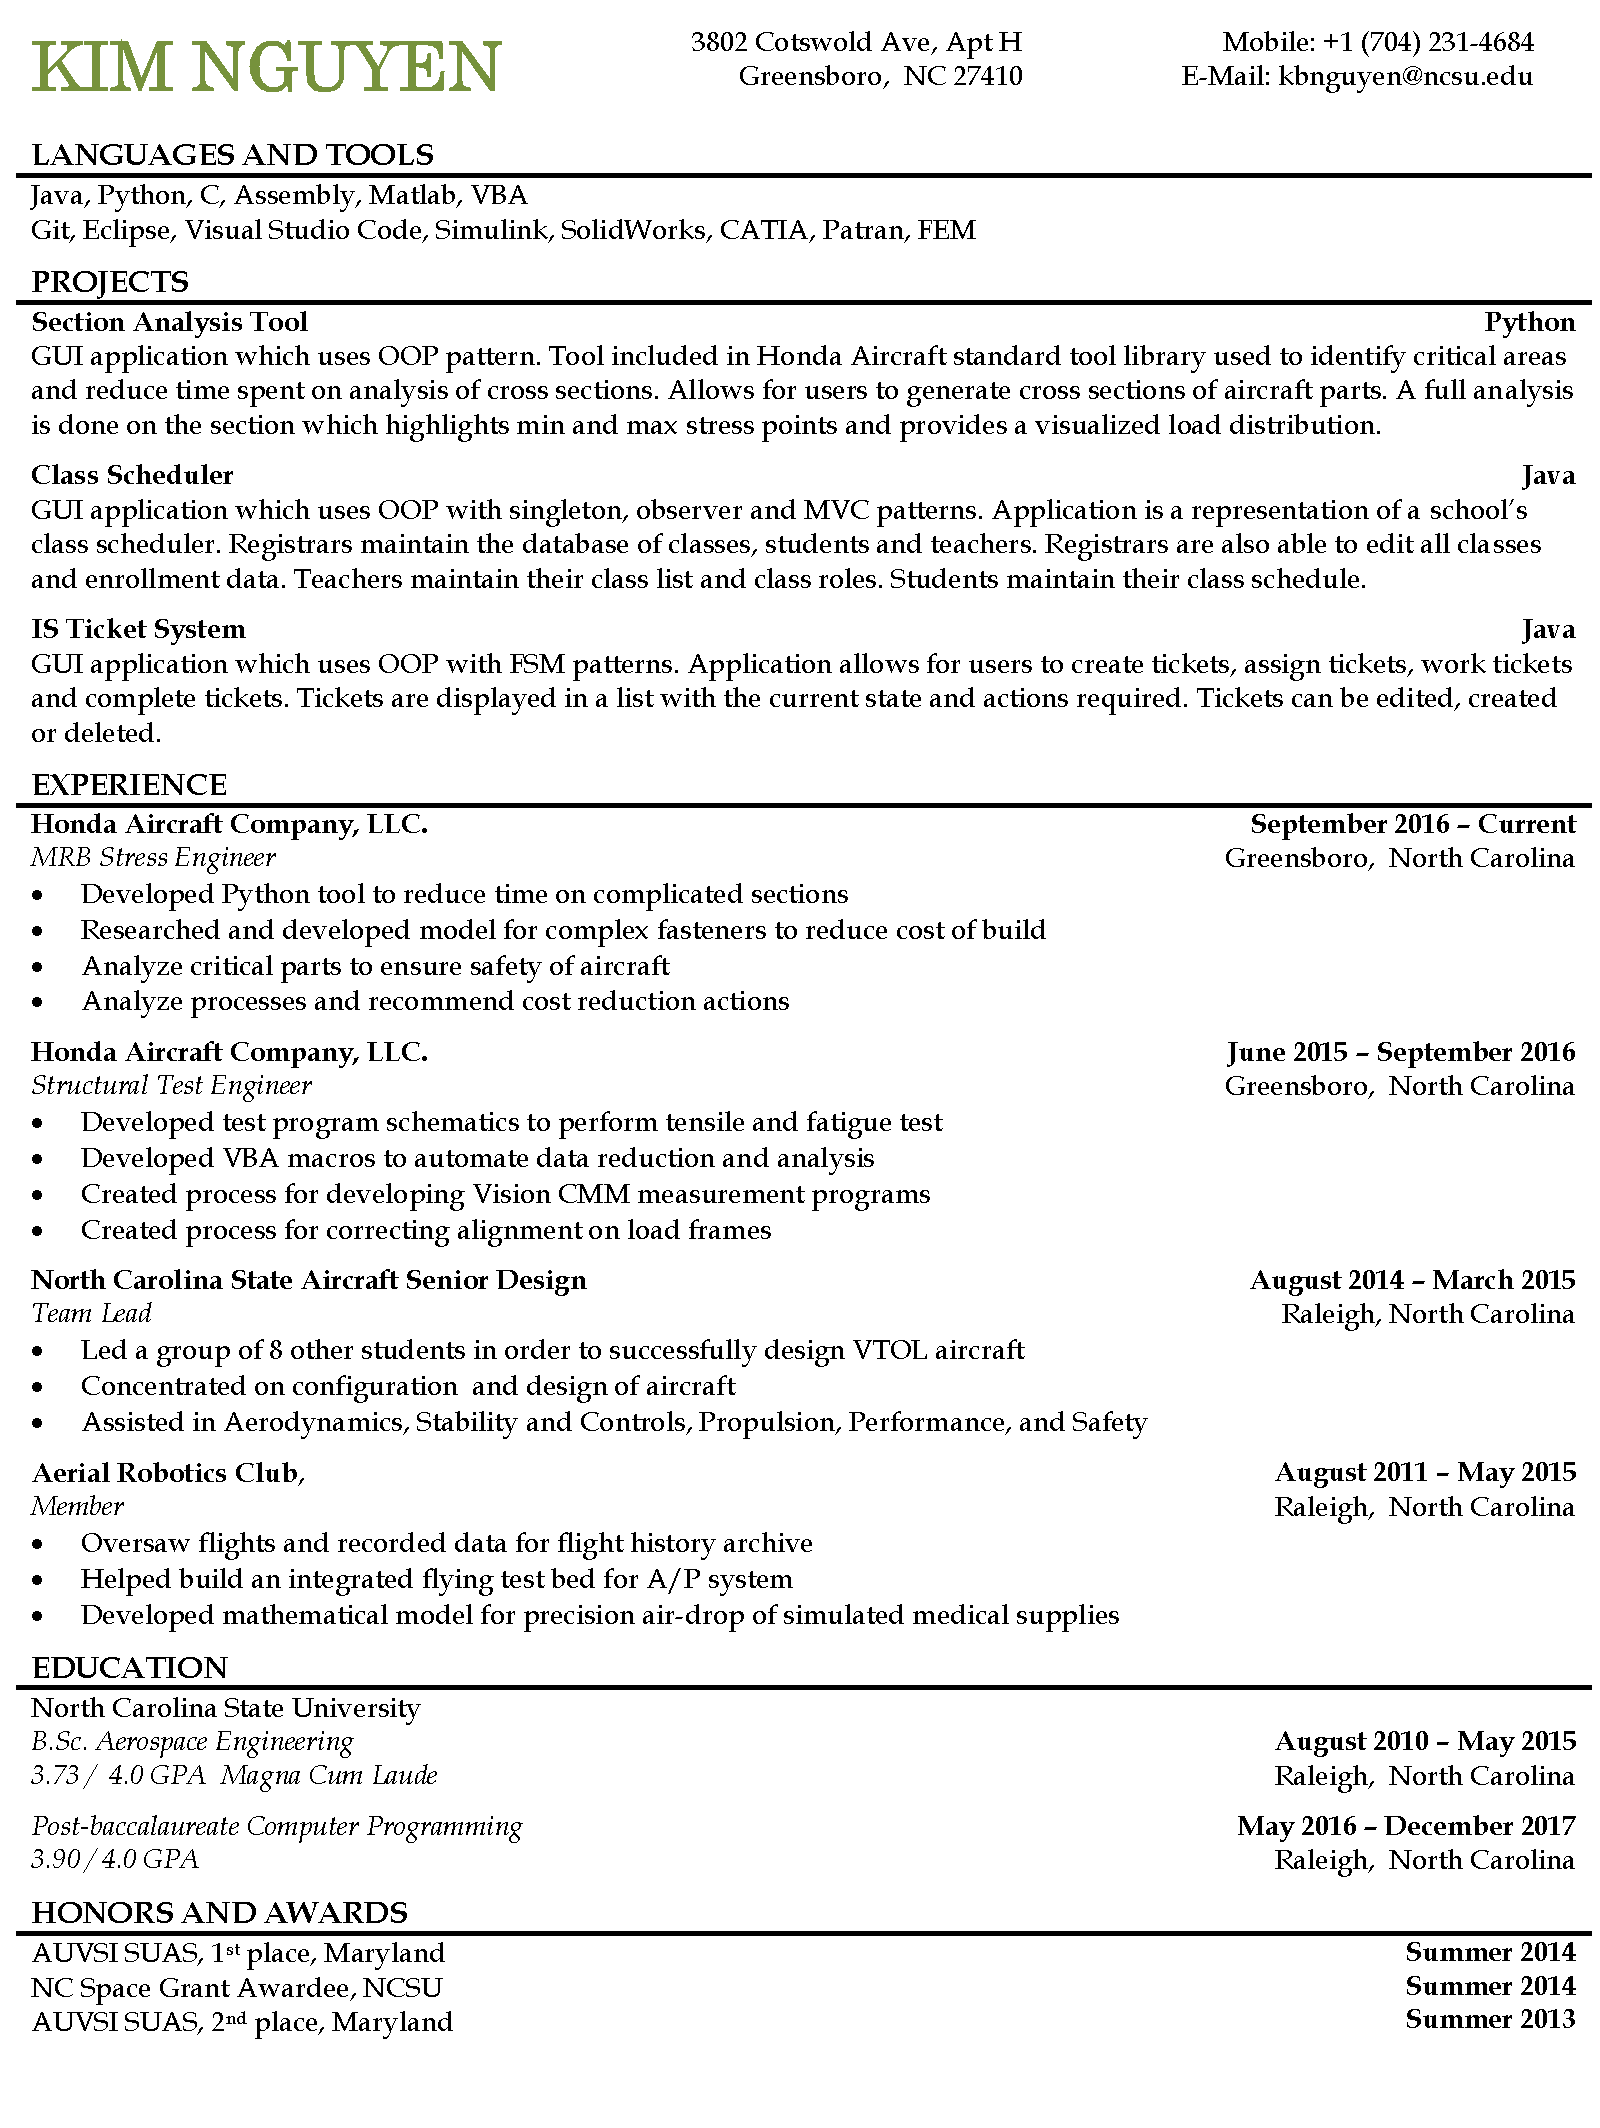 KIM NGUYEN
3802 Cotswold Ave, Apt H
Greensboro, NC 27410
Mobile: +1 (704) 231-4684
E-Mail: kbnguyen@ncsu.edu
LANGUAGES AND TOOLS
Java, Python, C, Assembly, Matlab, VBA
Git, Eclipse, Visual Studio Code, Simulink, SolidWorks, CATIA, Patran, FEM
PROJECTS
Section Analysis Tool Python
GUI application which uses OOP pattern. Tool included in Honda Aircraft standard tool library used to identify critical areas
and reduce time spent on analysis of cross sections. Allows for users to generate cross sections of aircraft parts. A full analysis
is done on the section which highlights min and max stress points and provides a visualized load distribution.
Class Scheduler Java
GUI application which uses OOP with singleton, observer and MVC patterns. Application is a representation of a school's
class scheduler. Registrars maintain the database of classes, students and teachers. Registrars are also able to edit all classes
and enrollment data. Teachers maintain their class list and class roles. Students maintain their class schedule.
IS Ticket System Java
GUI application which uses OOP with FSM patterns. Application allows for users to create tickets, assign tickets, work tickets
and complete tickets. Tickets are displayed in a list with the current state and actions required. Tickets can be edited, created
or deleted.
EXPERIENCE
Honda Aircraft Company, LLC. September 2016 – Current
MRB Stress Engineer Greensboro, North Carolina
• Developed Python tool to reduce time on complicated sections
• Researched and developed model for complex fasteners to reduce cost of build
• Analyze critical parts to ensure safety of aircraft
• Analyze processes and recommend cost reduction actions
Honda Aircraft Company, LLC. June 2015 – September 2016
Structural Test Engineer Greensboro, North Carolina
• Developed test program schematics to perform tensile and fatigue test
• Developed VBA macros to automate data reduction and analysis
• Created process for developing Vision CMM measurement programs
• Created process for correcting alignment on load frames
North Carolina State Aircraft Senior Design August 2014 – March 2015
Team Lead Raleigh, North Carolina
• Led a group of 8 other students in order to successfully design VTOL aircraft
• Concentrated on configuration and design of aircraft
• Assisted in Aerodynamics, Stability and Controls, Propulsion, Performance, and Safety
Aerial Robotics Club, August 2011 – May 2015
Member Raleigh, North Carolina
• Oversaw flights and recorded data for flight history archive
• Helped build an integrated flying test bed for A/P system
• Developed mathematical model for precision air-drop of simulated medical supplies
EDUCATION
North Carolina State University
B.Sc. Aerospace Engineering August 2010 – May 2015
3.73 / 4.0 GPA Magna Cum Laude Raleigh, North Carolina
Post-baccalaureate Computer Programming May 2016 – December 2017
3.90 / 4.0 GPA Raleigh, North Carolina
HONORS AND AWARDS
AUVSI SUAS, 1st place, Maryland Summer 2014
NC Space Grant Awardee, NCSU Summer 2014
AUVSI SUAS, 2nd place, Maryland Summer 2013